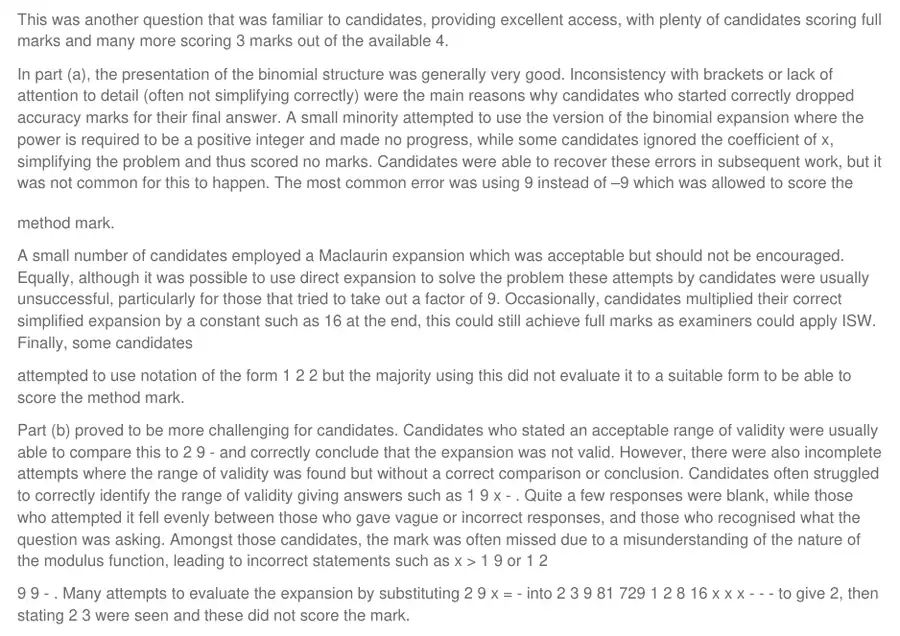 This was another question that was familiar to candidates, providing excellent access, with plenty of candidates scoring full
marks and many more scoring 3 marks out of the available 4.
In part (a), the presentation of the binomial structure was generally very good. Inconsistency with brackets or lack of
attention to detail (often not simplifying correctly) were the main reasons why candidates who started correctly dropped
accuracy marks for their final answer. A small minority attempted to use the version of the binomial expansion where the
power is required to be a positive integer and made no progress, while some candidates ignored the coefficient of x,
simplifying the problem and thus scored no marks. Candidates were able to recover these errors in subsequent work, but it
was not common for this to happen. The most common error was using 9 instead of –9 which was allowed to score the
method mark.
A small number of candidates employed a Maclaurin expansion which was acceptable but should not be encouraged.
Equally, although it was possible to use direct expansion to solve the problem these attempts by candidates were usually
unsuccessful, particularly for those that tried to take out a factor of 9. Occasionally, candidates multiplied their correct
simplified expansion by a constant such as 16 at the end, this could still achieve full marks as examiners could apply ISW.
Finally, some candidates
attempted to use notation of the form 1 2 2 but the majority using this did not evaluate it to a suitable form to be able to
score the method mark.
Part (b) proved to be more challenging for candidates. Candidates who stated an acceptable range of validity were usually
able to compare this to 2 9 - and correctly conclude that the expansion was not valid. However, there were also incomplete
attempts where the range of validity was found but without a correct comparison or conclusion. Candidates often struggled
to correctly identify the range of validity giving answers such as 1 9 x - . Quite a few responses were blank, while those
who attempted it fell evenly between those who gave vague or incorrect responses, and those who recognised what the
question was asking. Amongst those candidates, the mark was often missed due to a misunderstanding of the nature of
the modulus function, leading to incorrect statements such as x > 1 9 or 1 2
9 9 - . Many attempts to evaluate the expansion by substituting 2 9 x = - into 2 3 9 81 729 1 2 8 16 x x x - - - to give 2, then
stating 2 3 were seen and these did not score the mark.